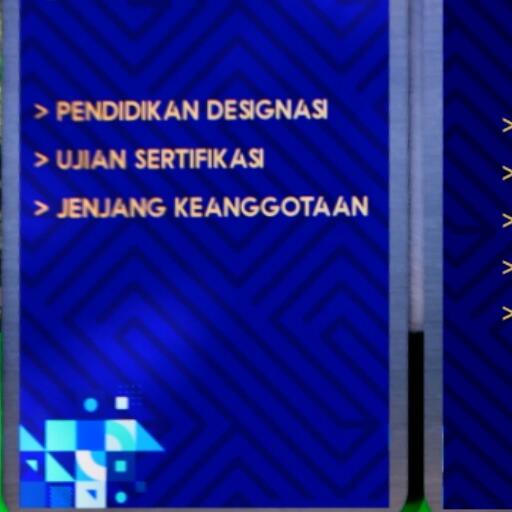 > PENDIDIKAN DESIGNASI
> UJIAN SERTIFIKASI
> JENJANG KEANGGOTAAN
>
>
>
>
>